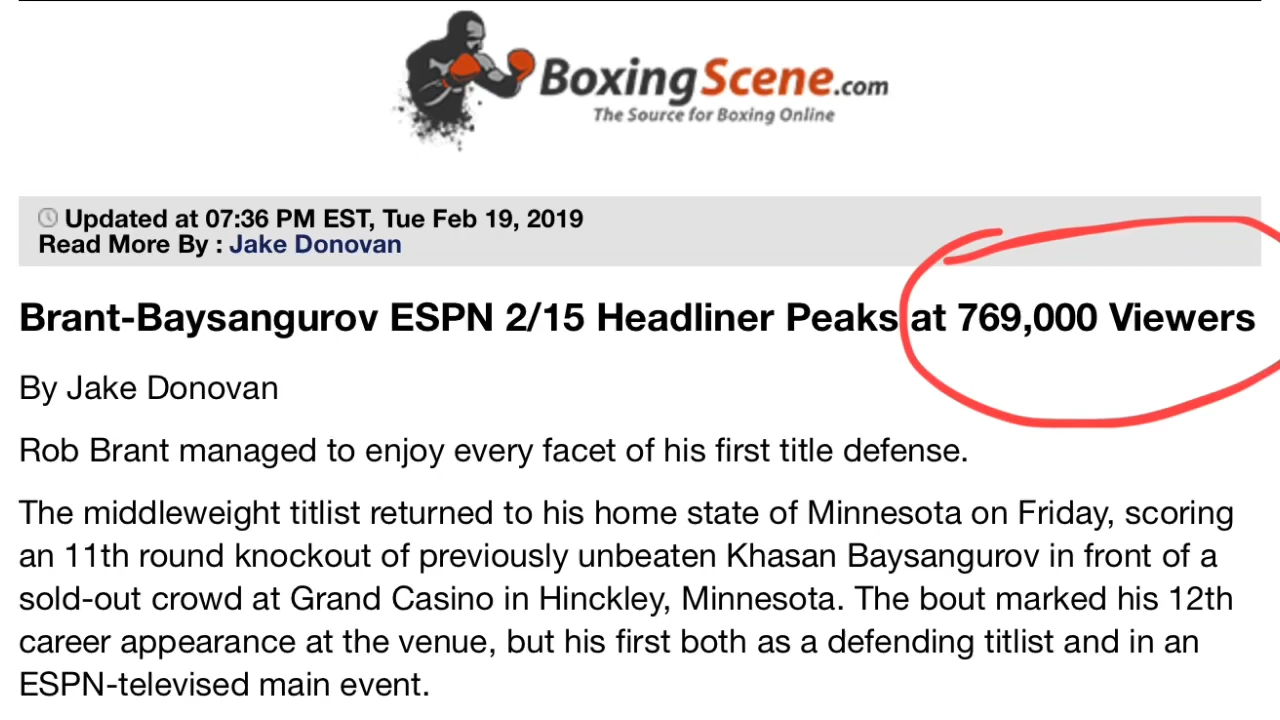 BoxingScene.com
The Source for Boxing Online
Updated at 07:36 PM EST, Tue Feb 19, 2019
Read More By : Jake Donovan
Brant-Baysangurov ESPN 2/15 Headliner Peaks at 769,000 Viewers
By Jake Donovan
Rob Brant managed to enjoy every facet of his first title defense.
The middleweight titlist returned to his home state of Minnesota on Friday, scoring
an 11th round knockout of previously unbeaten Khasan Baysangurov in front of a
sold-out crowd at Grand Casino in Hinckley, Minnesota. The bout marked his 12th
career appearance at the venue, but his first both as a defending titlist and in an
ESPN-televised main event.